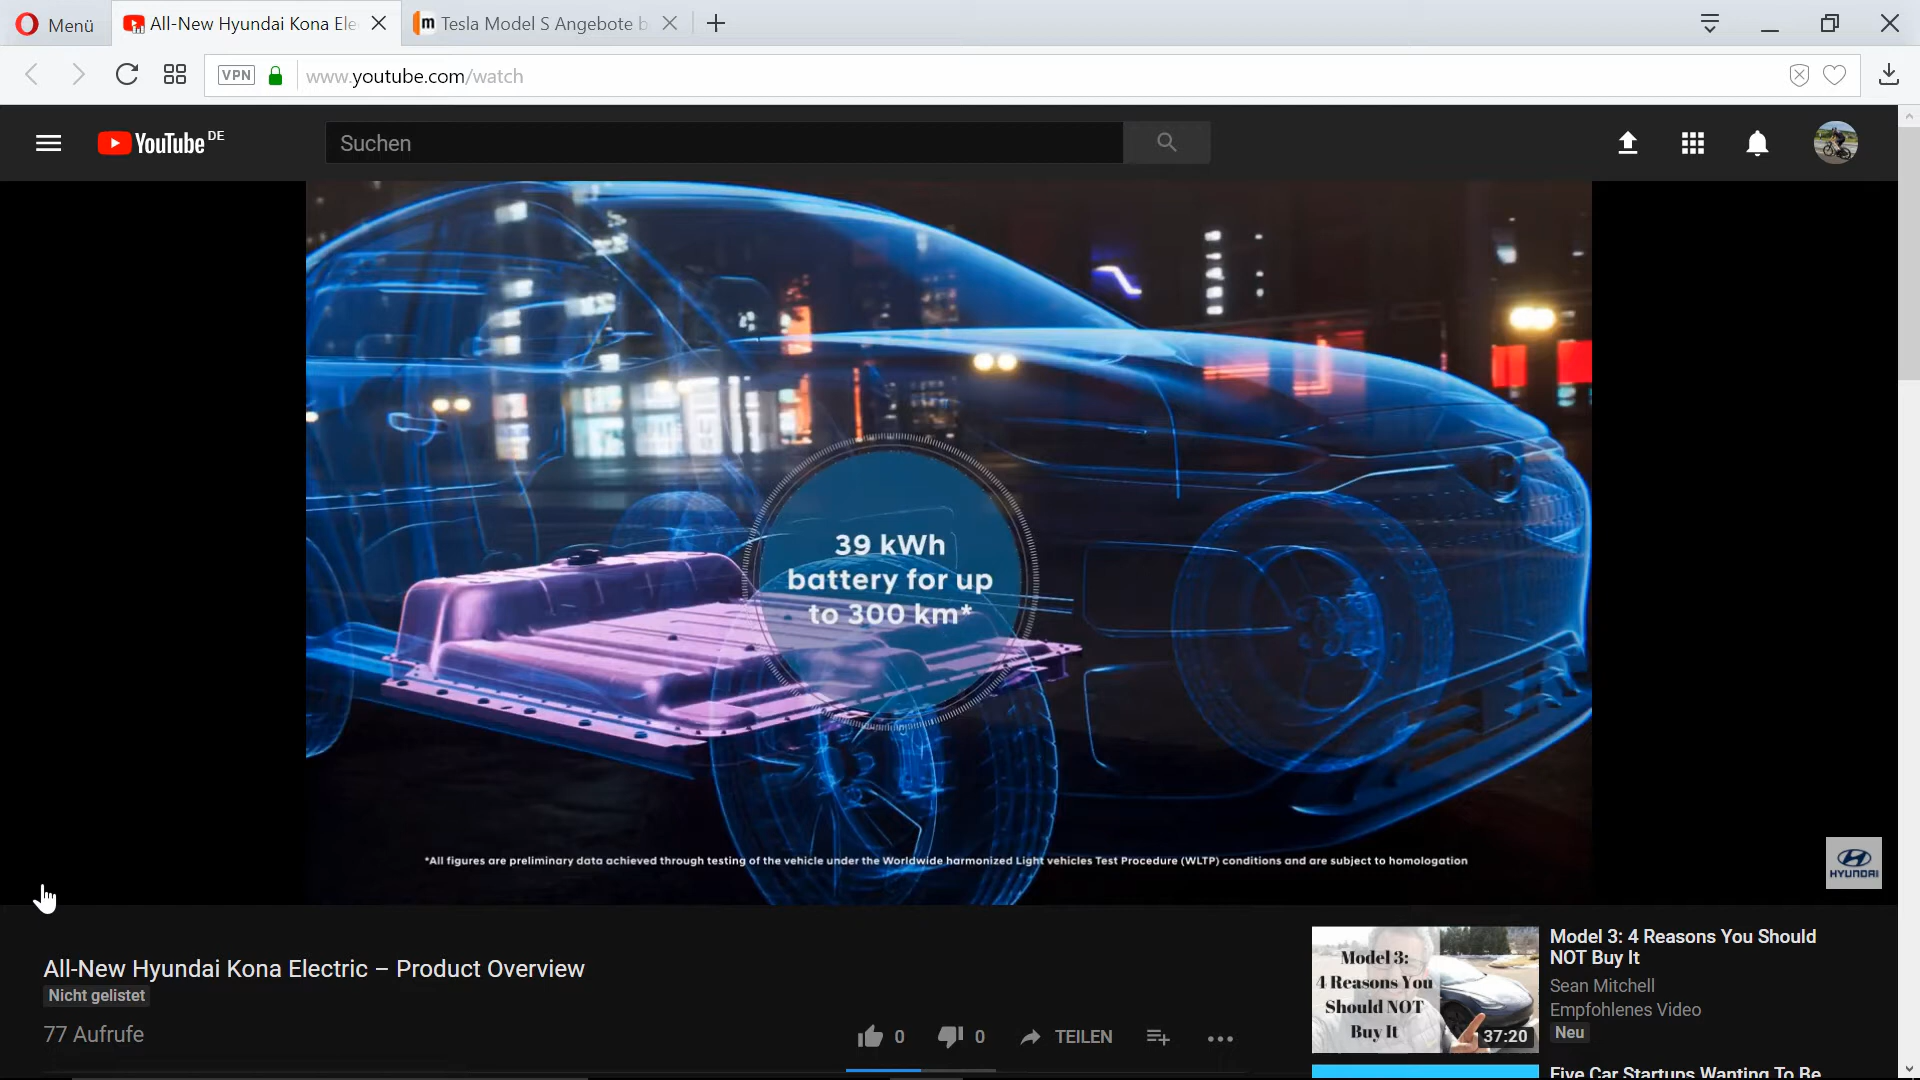 Menü
All-New Hyundai Kona Ele
Tesla Model S Angebote b
VPN
www.youtube.com/watch
YouTube DE
Suchen
39 kWh
battery for up
to 300 km*
*All figures are preliminary data achieved through testing of the vehicle under the Worldwide harmonized Light vehicles Test Procedure (WLTP) conditions and are subject to homologation
HYUNDAI
All-New Hyundai Kona Electric – Product Overview
Nicht gelistet
77 Aufrufe
0
0
TEILEN
Model 3:
4 Reasons You
Should NOT
Buy It
37:20
Model 3: 4 Reasons You Should
NOT Buy It
Sean Mitchell
Empfohlenes Video
Neu
Five Car Startups Wanting To Be